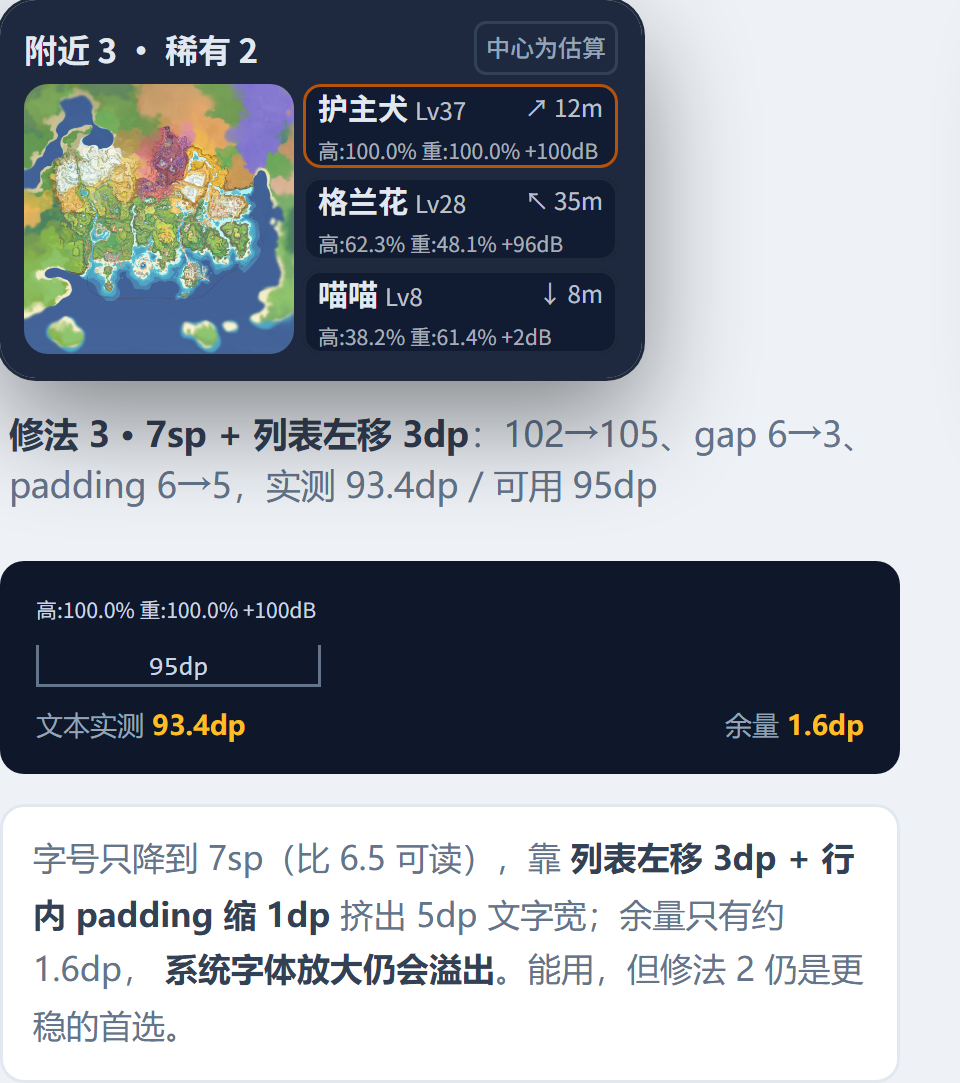 附近 3 • 稀有 2
中心为估算
护主犬 Lv37 ↗ 12m
高:100.0% 重:100.0% +100dB
格兰花 Lv28 ↖ 35m
高:62.3% 重:48.1% +96dB
喵喵 Lv8 ↓ 8m
高:38.2% 重:61.4% +2dB
修法 3 • 7sp + 列表左移 3dp：102→105、gap 6→3、
padding 6→5，实测 93.4dp / 可用 95dp
高:100.0% 重:100.0% +100dB
95dp
文本实测 93.4dp 余量 1.6dp
字号只降到 7sp（比 6.5 可读），靠 列表左移 3dp + 行
内 padding 缩 1dp 挤出 5dp 文字宽；余量只有约
1.6dp， 系统字体放大仍会溢出。能用，但修法 2 仍是更
稳的首选。